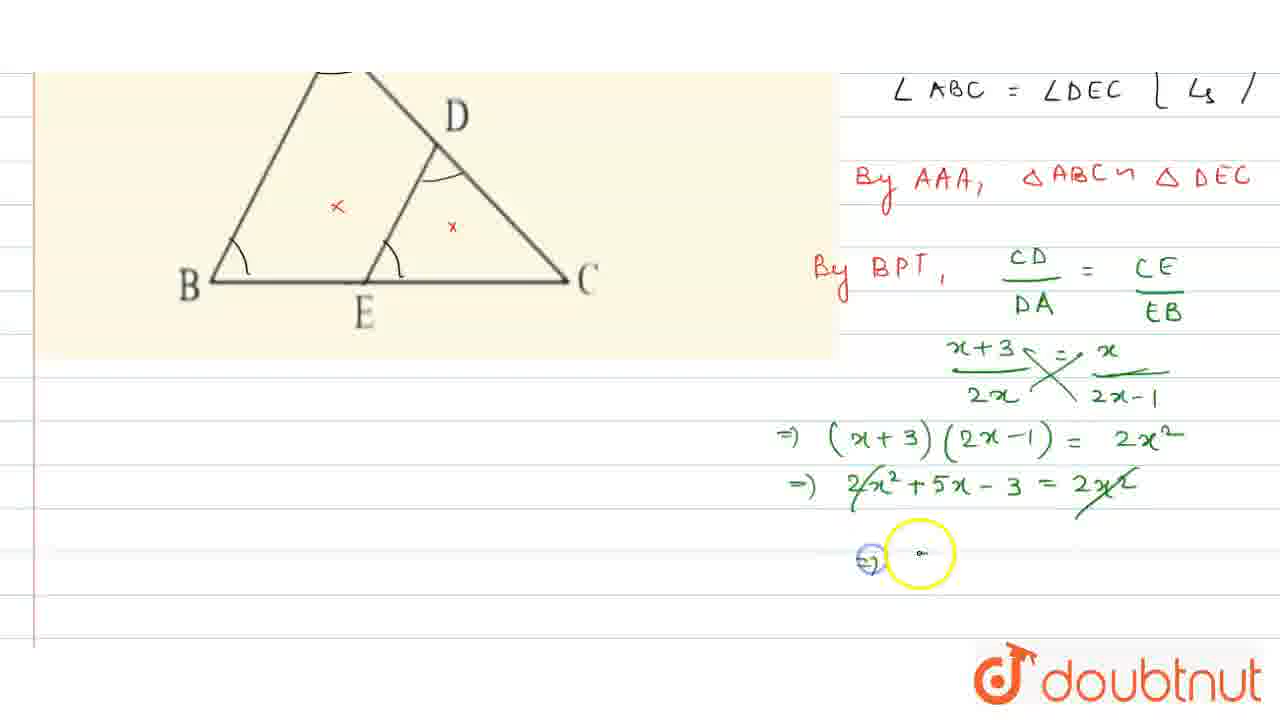 ∠ABC = ∠DEC [ ∠s
D
By AAA, △ABC ~ △DEC
x
x
B
E
C
By BPT, CD/DA = CE/EB
x+3/2x = x/2x-1
=> (x+3)(2x-1) = 2x²
=> 2x² + 5x - 3 = 2x²
=>
doubtnut